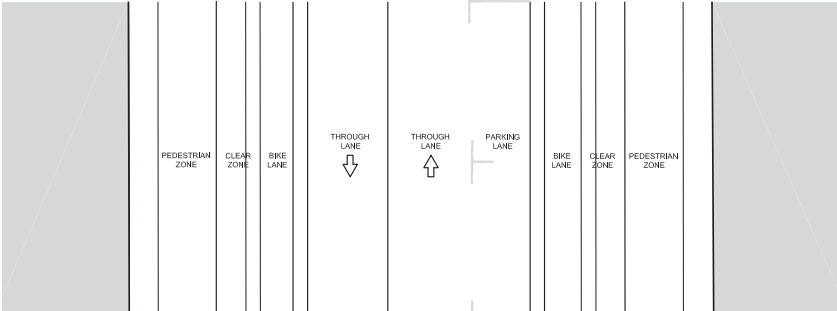 PEDESTRIAN
ZONE
CLEAR
ZONE
BIKE
LANE
THROUGH
LANE
THROUGH
LANE
PARKING
LANE
BIKE
LANE
CLEAR
ZONE
PEDESTRIAN
ZONE